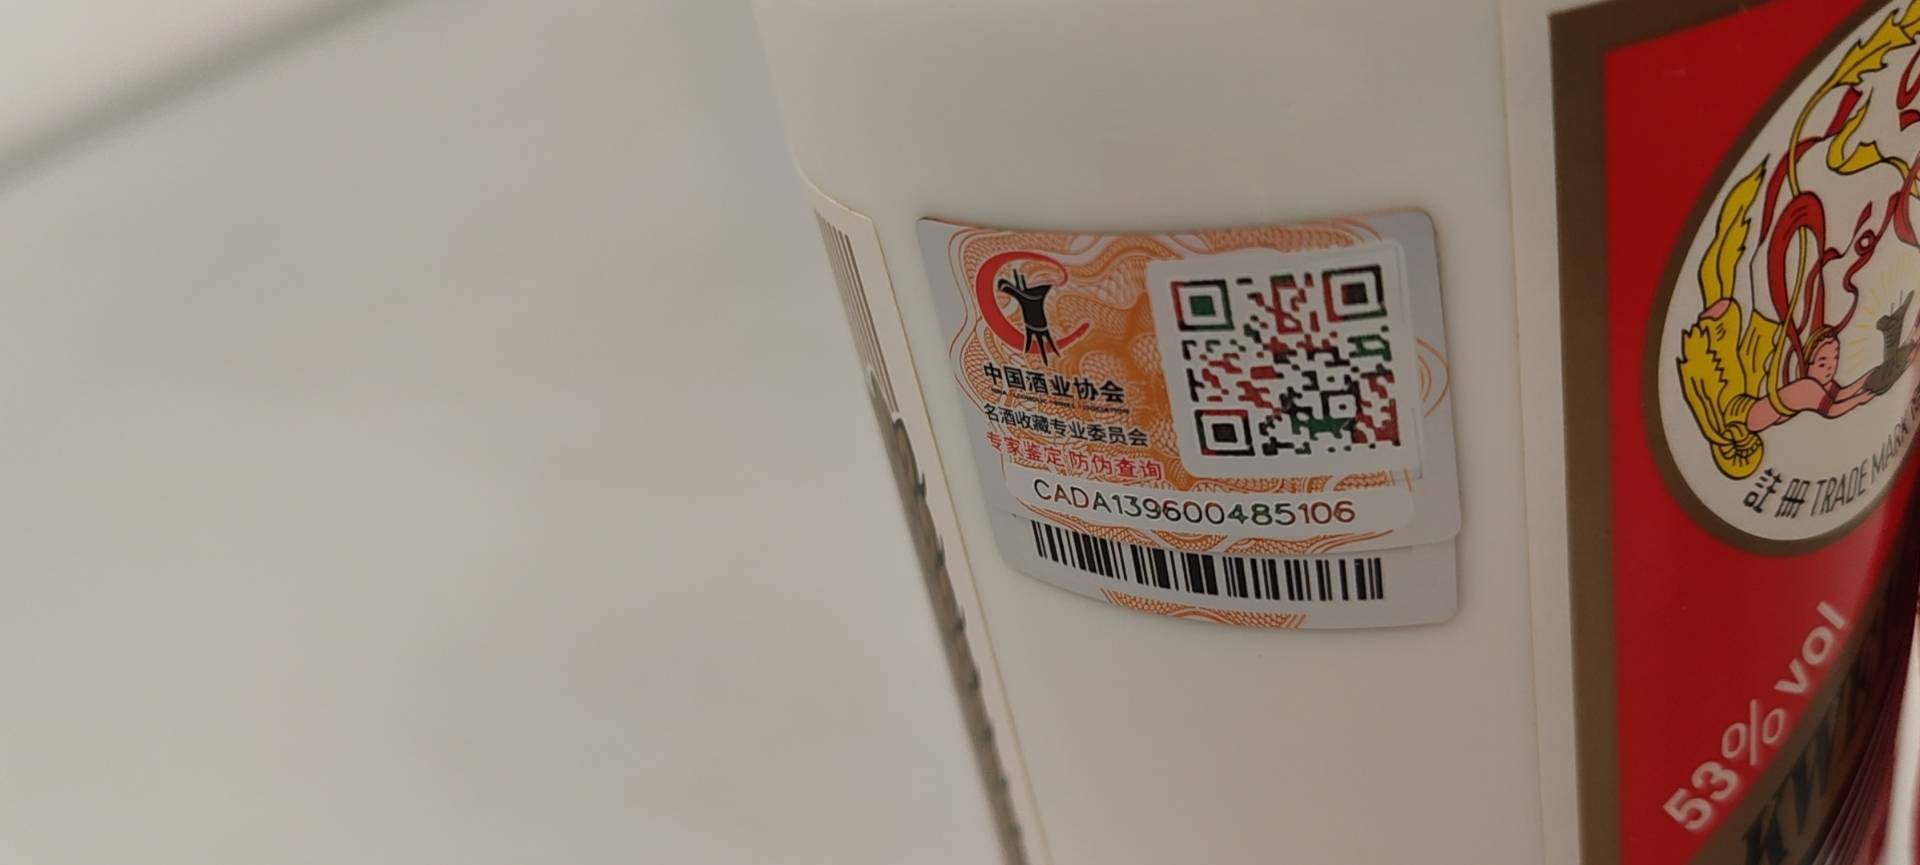 中国酒业协会
名酒收藏专业委员会
专家鉴定 防伪查询
CADA139600485106
註册 TRADE MARK
53% vol